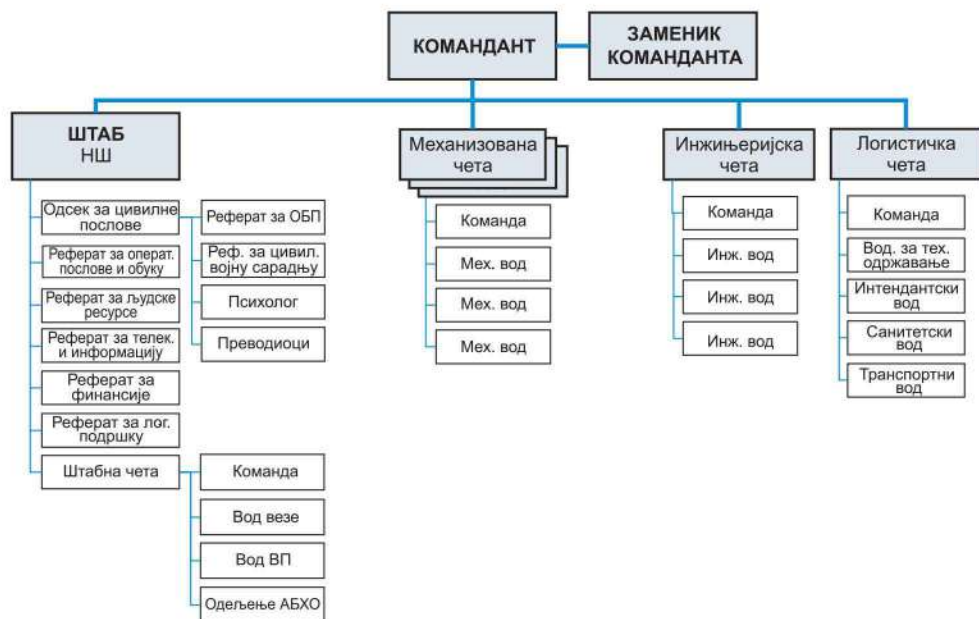 КОМАНДАНТ
ЗАМЕНИК
КОМАНДАНТА
ШТАБ
НШ
Одсек за цивилне
послове
Реферат за операт.
послове и обуку
Реферат за људске
ресурсе
Реферат за телек.
и информацију
Реферат за
финансије
Реферат за лог.
подршку
Штабна чета
Реферат за ОБП
Реф. за цивил.
војну сарадњу
Психолог
Преводиоци
Команда
Вод везе
Вод ВП
Одељење АБХО
Механизована
чета
Команда
Мех. вод
Мех. вод
Мех. вод
Инжињеријска
чета
Команда
Инж. вод
Инж. вод
Инж. вод
Логистичка
чета
Команда
Вод. за тех.
одржавање
Интендантски
вод
Санитетски
вод
Транспортни
вод